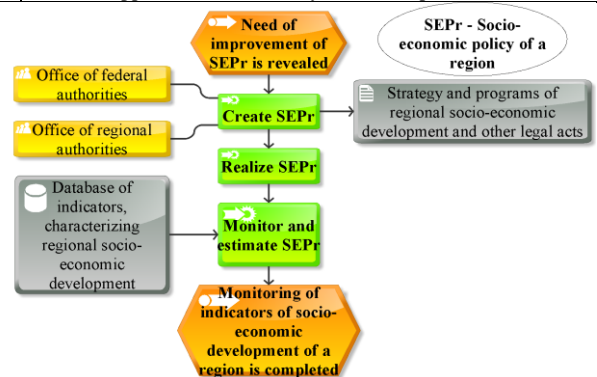 Need of
improvement of
SEPr is revealed
SEPr - Socio-
economic policy of a
region
Office of federal
authorities
Create SEPr
Strategy and programs of
regional socio-economic
development and other legal acts
Office of regional
authorities
Realize SEPr
Database of
indicators,
characterizing
regional socio-
economic
development
Monitor and
estimate SEPr
Monitoring of
indicators of socio-
economic
development of a
region is completed